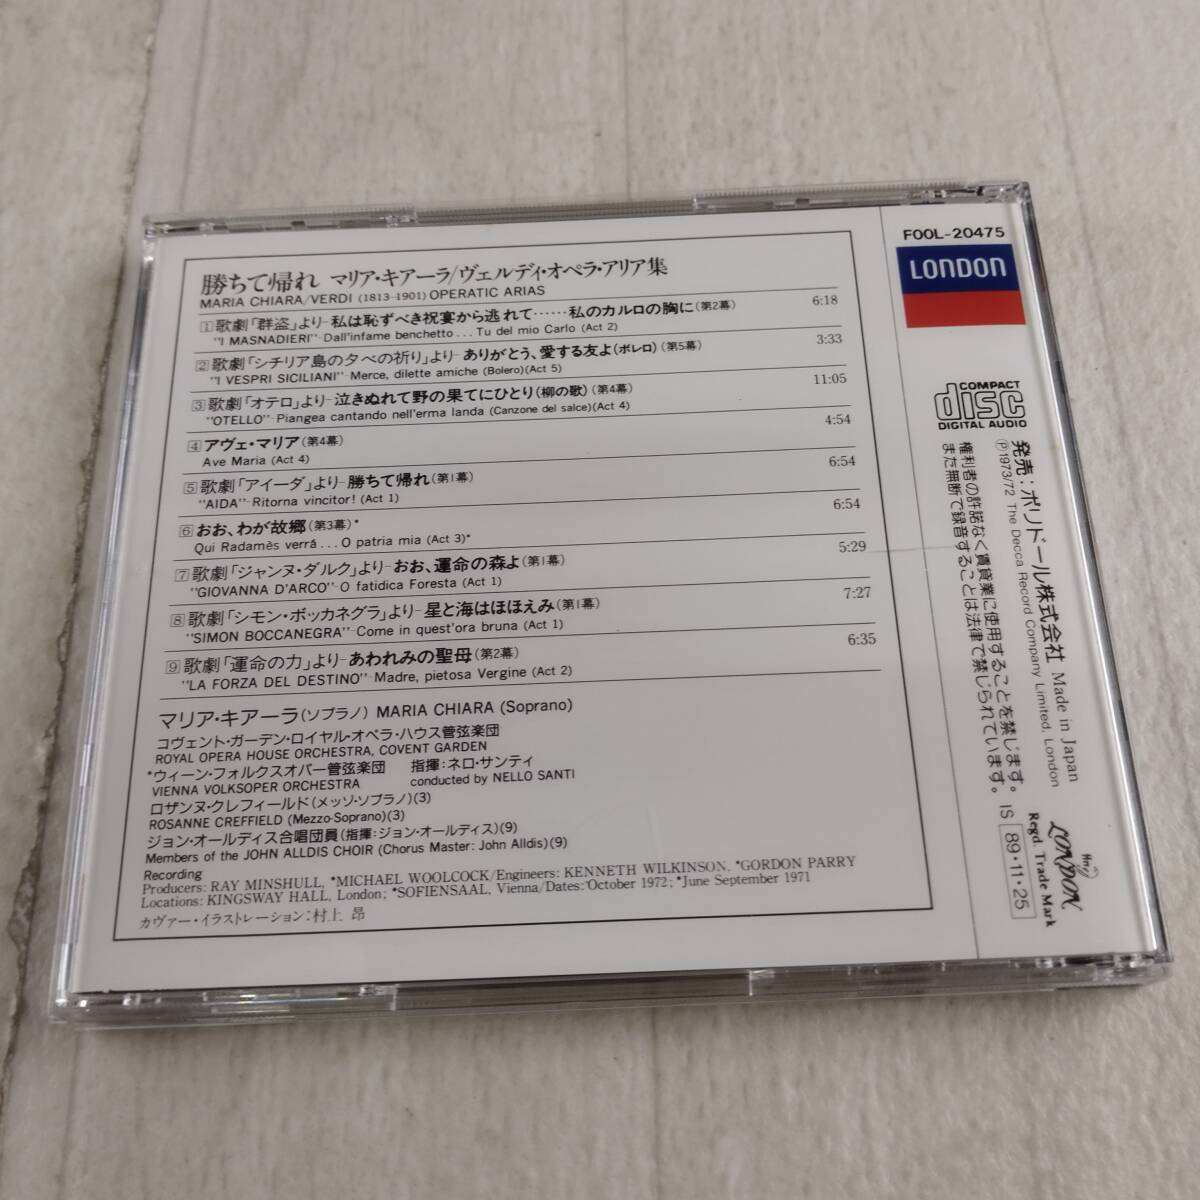 勝ちて帰れ マリア・キアーラ/ヴェルディ・オペラ・アリア集
MARIA CHIARA/VERDI (1813-1901) OPERATIC ARIAS
1 歌劇「群盗」より-私は恥ずべき祝宴から逃れて……私のカルロの胸に(第2幕) 6:18
"I MASNADIERI"-Dall'infame benchetto...Tu del mio Carlo (Act 2)
2 歌劇「シチリア島の夕べの祈り」より-ありがとう、愛する友よ(ボレロ)(第5幕) 3:33
"I VESPRI SICILIANI"-Merce, dilette amiche (Bolero)(Act 5)
3 歌劇「オテロ」より-泣きぬれて野の果てにひとり(柳の歌)(第4幕) 11:05
"OTELLO"-Piangea cantando nell'erma landa (Canzone del salce)(Act 4)
4 アヴェ・マリア(第4幕) 4:54
Ave Maria (Act 4)
5 歌劇「アイーダ」より-勝ちて帰れ(第1幕) 6:54
"AIDA"-Ritorna vincitor! (Act 1)
6 おお、わが故郷(第3幕)* 6:54
Qui Radamès verrá...O patria mia (Act 3)*
7 歌劇「ジャンヌ・ダルク」より-おお、運命の森よ(第1幕) 5:29
"GIOVANNA D'ARCO"-O fatidica Foresta (Act 1)
8 歌劇「シモン・ボッカネグラ」より-星と海はほほえみ(第1幕) 7:27
"SIMON BOCCANEGRA"-Come in quest'ora bruna (Act 1)
9 歌劇「運命の力」より-あわれみの聖母(第2幕) 6:35
"LA FORZA DEL DESTINO"-Madre, pietosa Vergine (Act 2)
マリア・キアーラ(ソプラノ) MARIA CHIARA (Soprano)
コヴェント・ガーデン・ロイヤル・オペラ・ハウス管弦楽団
ROYAL OPERA HOUSE ORCHESTRA, COVENT GARDEN
*ウィーン・フォルクスオパー管弦楽団 指揮:ネロ・サンティ
VIENNA VOLKSOPER ORCHESTRA conducted by NELLO SANTI
ロザンヌ・クレフィールド(メッゾ・ソプラノ)(3)
ROSANNE CREFFIELD (Mezzo-Soprano)(3)
ジョン・オールディス合唱団員(指揮:ジョン・オールディス)(9)
Members of the JOHN ALLDIS CHOIR (Chorus Master: John Alldis)(9)
Recording
Producers: RAY MINSHULL, *MICHAEL WOOLCOCK/Engineers: KENNETH WILKINSON, *GORDON PARRY
Locations: KINGSWAY HALL, London; *SOFIENSAAL, Vienna/Dates: October 1972; *June September 1971
カヴァー・イラストレーション:村上 昂
F00L-20475
LONDON
COMPACT
disc
DIGITAL AUDIO
発売:ポリドール株式会社 Made in Japan
Ⓟ1973/72 The Decca Record Company Limited, London
権利者の許諾なく賃貸業に使用することを禁じます。
また無断で録音することは法律で禁じられています。
IS 89・11・25
LONDON
Regd. Trade Mark